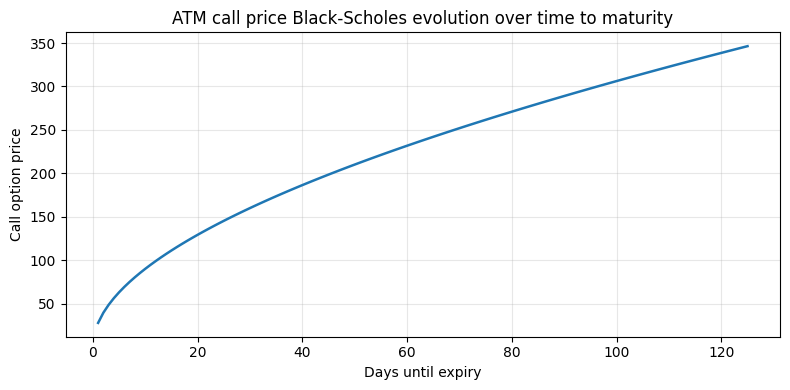 ATM call price Black-Scholes evolution over time to maturity
Call option price
350
300
250
200
150
100
50
0 20 40 60 80 100 120
Days until expiry